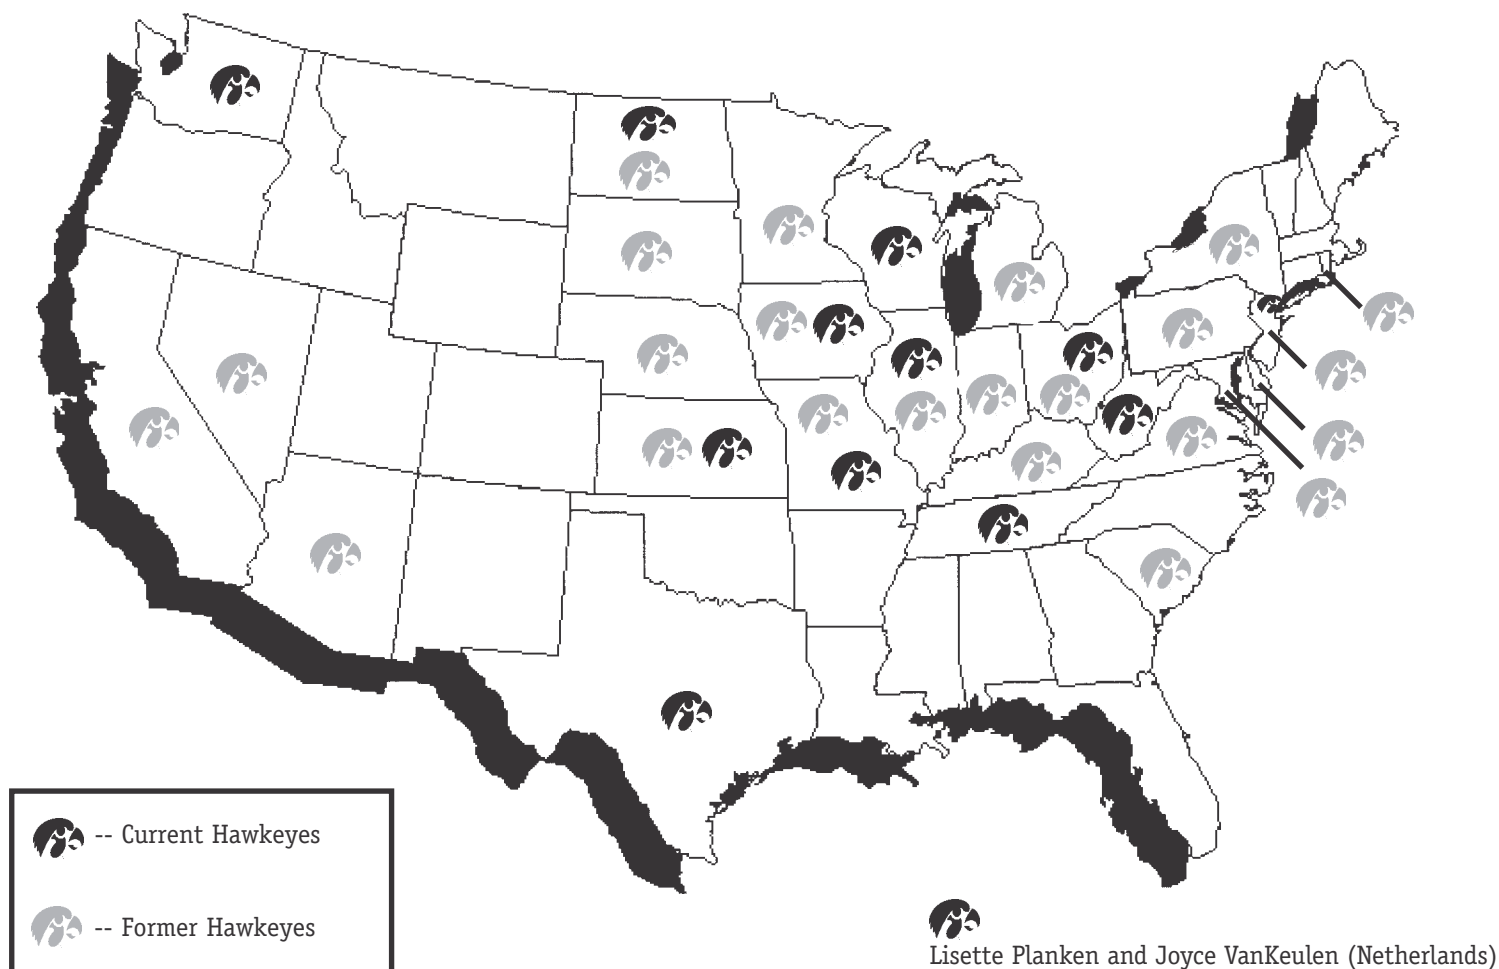 -- Current Hawkeyes
-- Former Hawkeyes
Lisette Planken and Joyce VanKeulen (Netherlands)